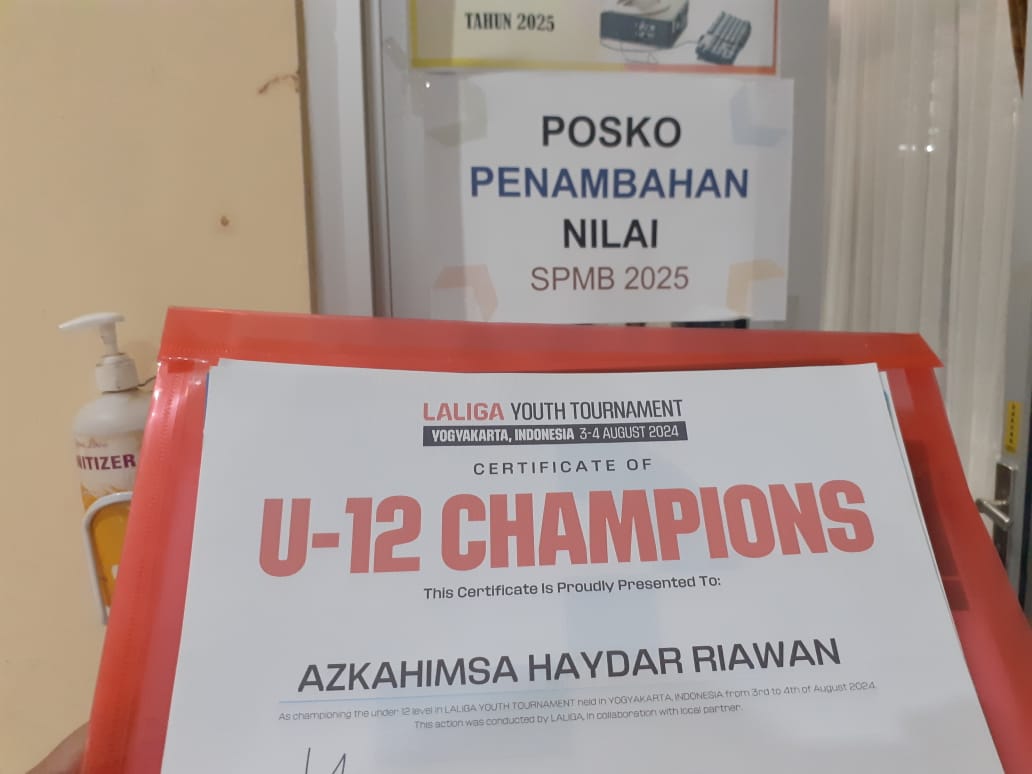 TAHUN 2025
POSKO
PENAMBAHAN
NILAI
SPMB 2025
NITIZER
LALIGA YOUTH TOURNAMENT
YOGYAKARTA, INDONESIA 3-4 AUGUST 2024
CERTIFICATE OF
U-12 CHAMPIONS
This Certificate Is Proudly Presented To:
AZKAHIMSA HAYDAR RIAWAN
As championing the under 12 level in LALIGA YOUTH TOURNAMENT held in YOGYAKARTA, INDONESIA from 3rd to 4th of August 2024.
This action was conducted by LALIGA, in collaboration with local partner.